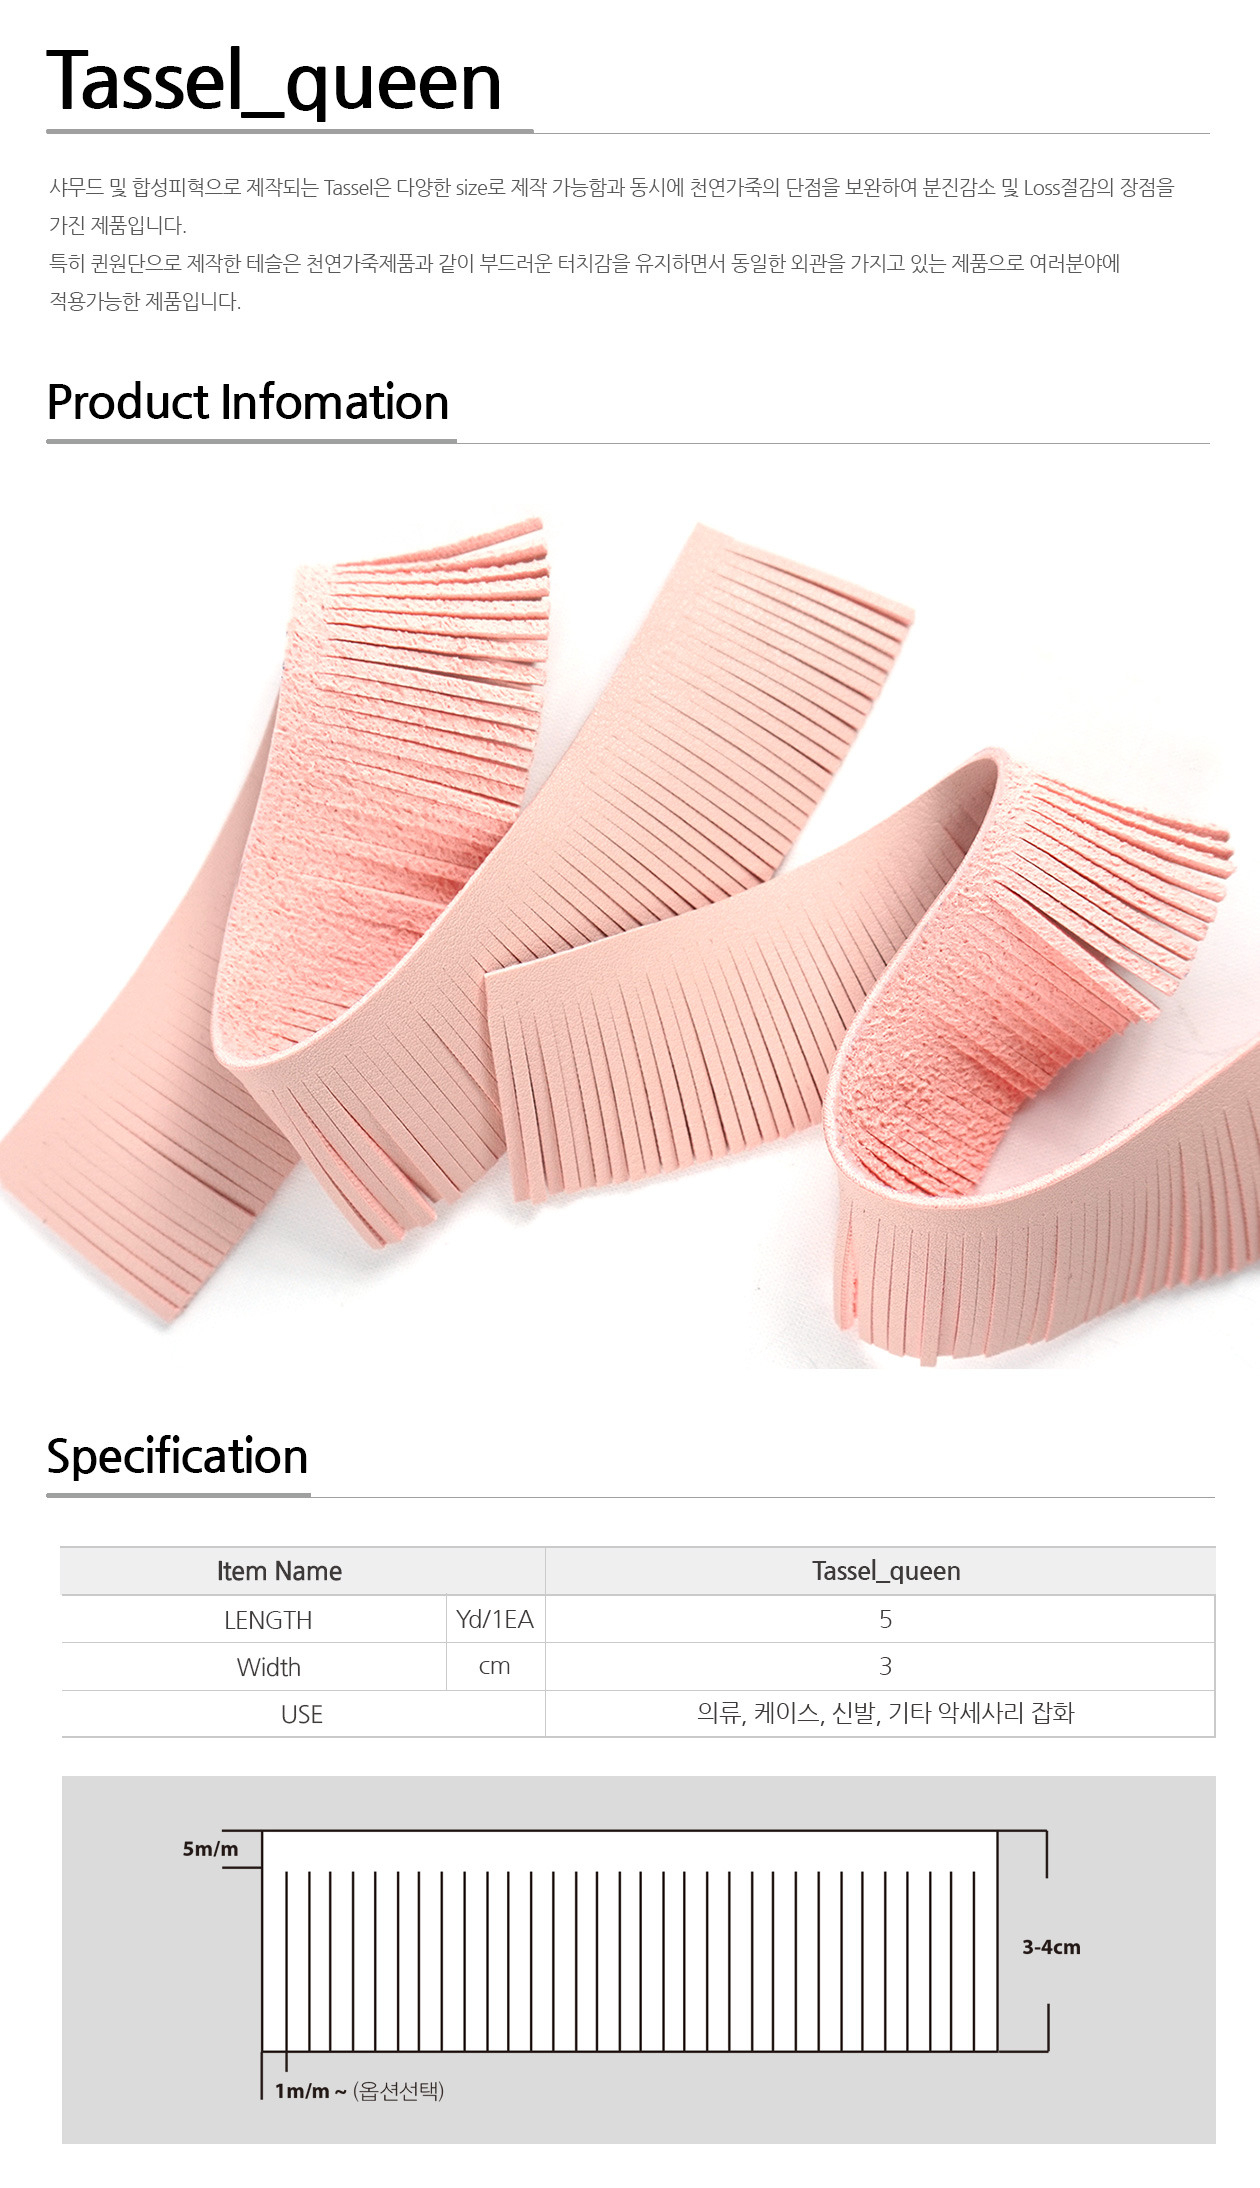 Tassel_queen
샤무드 및 합성피혁으로 제작되는 Tassel은 다양한 size로 제작 가능함과 동시에 천연가죽의 단점을 보완하여 분진감소 및 Loss절감의 장점을
가진 제품입니다.
특히 퀸원단으로 제작한 테슬은 천연가죽제품과 같이 부드러운 터치감을 유지하면서 동일한 외관을 가지고 있는 제품으로 여러분야에
적용가능한 제품입니다.
Product Infomation
Specification
Item Name Tassel_queen
LENGTH Yd/1EA 5
Width cm 3
USE 의류, 케이스, 신발, 기타 악세사리 잡화
5m/m
3-4cm
1m/m ~ (옵션선택)